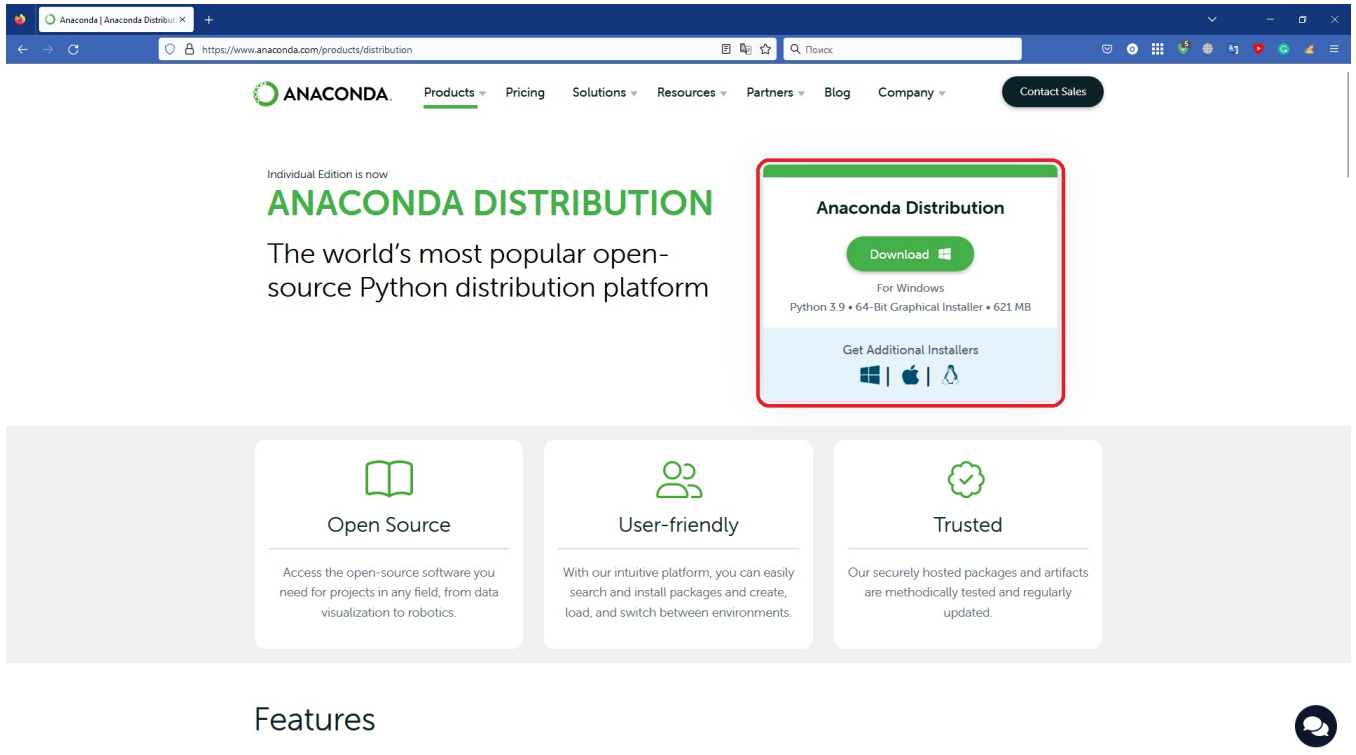 Anaconda | Anaconda Distributi
https://www.anaconda.com/products/distribution
Поиск
5
ANACONDA.
Products
Pricing
Solutions
Resources
Partners
Blog
Company
Contact Sales
Individual Edition is now
ANACONDA DISTRIBUTION
The world's most popular open-
source Python distribution platform
Anaconda Distribution
Download
For Windows
Python 3.9 • 64-Bit Graphical Installer • 621 MB
Get Additional Installers
| |
Open Source
Access the open-source software you
need for projects in any field, from data
visualization to robotics.
User-friendly
With our intuitive platform, you can easily
search and install packages and create,
load, and switch between environments.
Trusted
Our securely hosted packages and artifacts
are methodically tested and regularly
updated.
Features